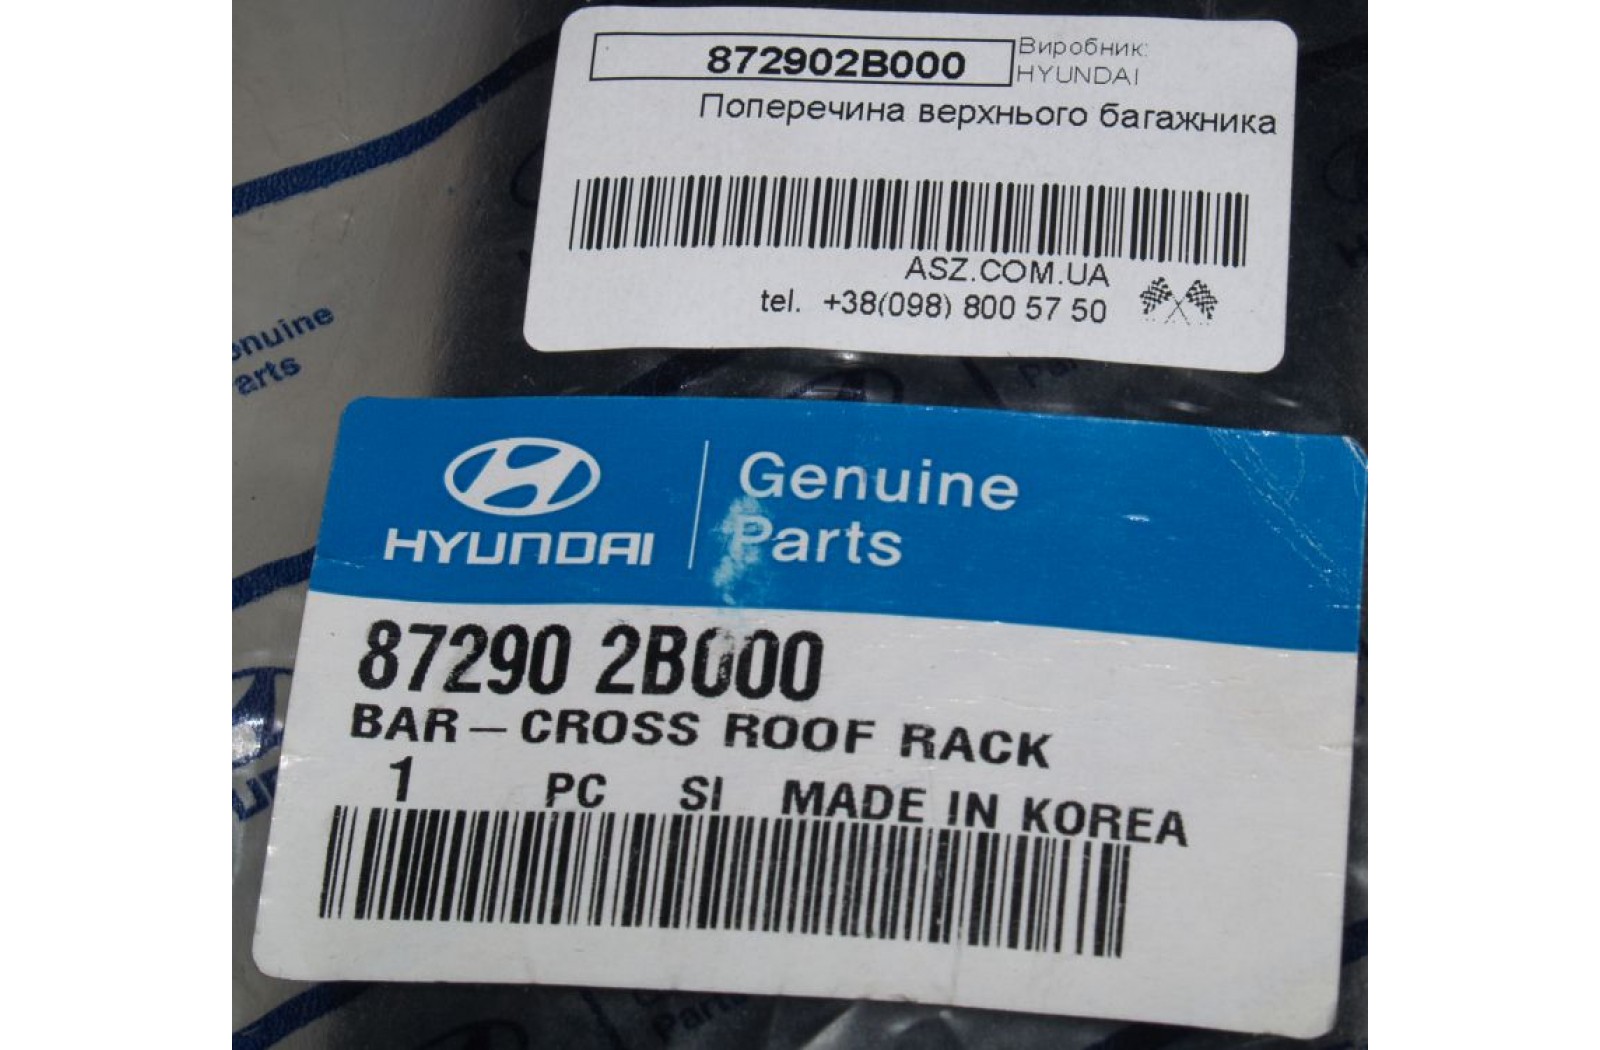 872902B000
Виробник:
HYUNDAI
Поперечина верхнього багажника
ASZ.COM.UA
tel. +38(098) 800 57 50
Genuine
Parts
HYUNDAI
87290 2B000
BAR-CROSS ROOF RACK
1 PC SI MADE IN KOREA